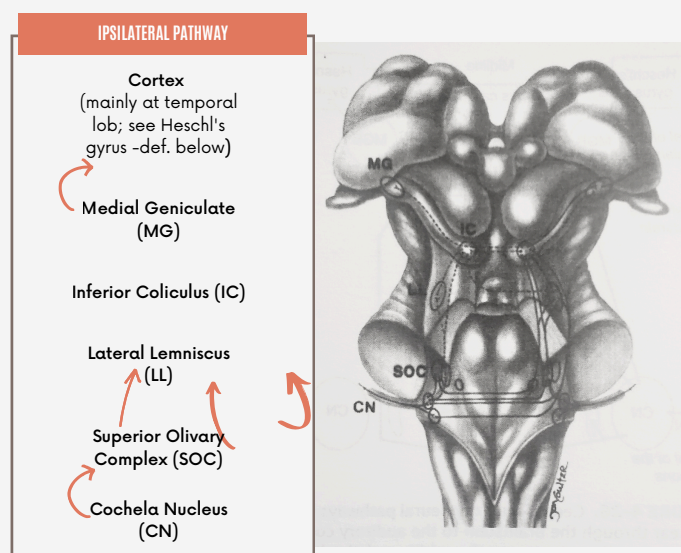 IPSILATERAL PATHWAY
Cortex
(mainly at temporal
lob; see Heschl's
gyrus -def. below)
Medial Geniculate
(MG)
Inferior Coliculus (IC)
Lateral Lemniscus
(LL)
Superior Olivary
Complex (SOC)
Cochela Nucleus
(CN)
MG
IC
LL
SOC
CN